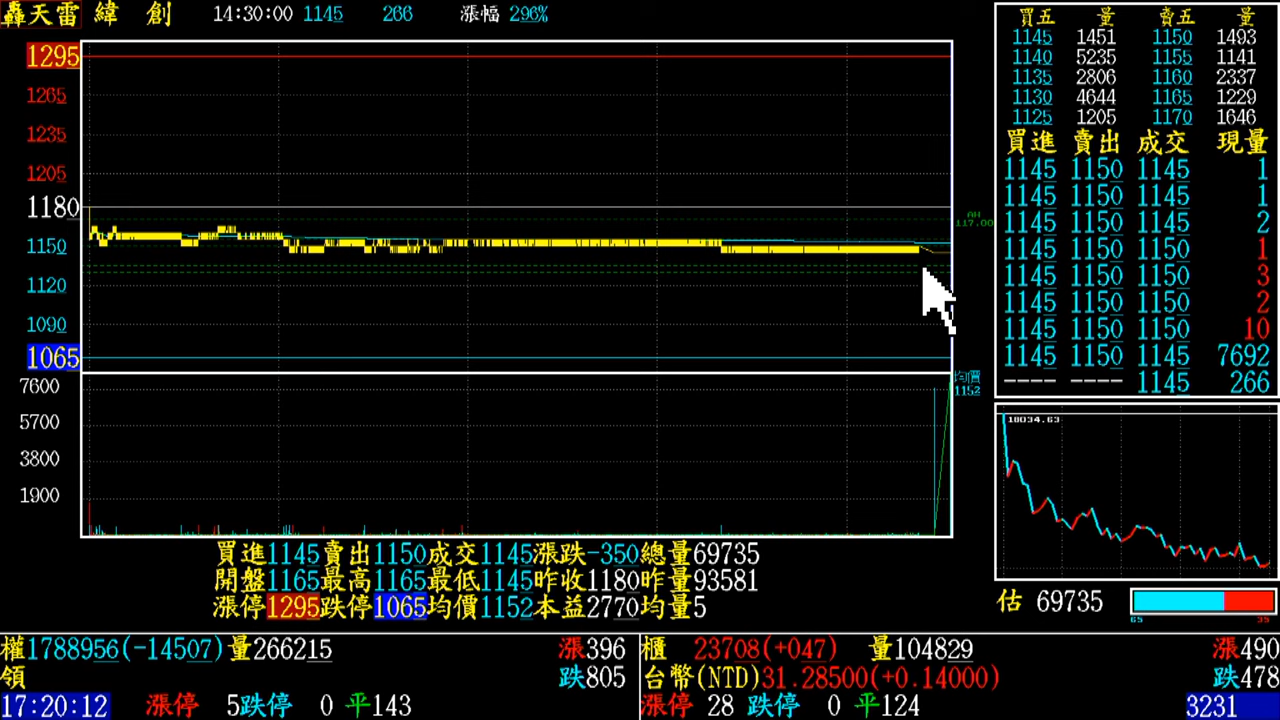 轟天雷 緯 創 14:30:00 1145 266 漲幅 296%
1295
1265
1235
1205
1180
1150
1120
1090
1065
7600
5700
3800
1900
AH
117.00
均價
1152
買五 量 賣五 量
1145 1451 1150 1493
1140 5235 1155 1141
1135 2806 1160 2337
1130 4644 1165 1229
1125 1205 1170 1646
買進 賣出 成交 現量
1145 1150 1145 1
1145 1150 1145 1
1145 1150 1145 2
1145 1150 1150 1
1145 1150 1150 3
1145 1150 1150 2
1145 1150 1150 10
1145 1150 1145 7692
---- ---- 1145 266
18034.63
估 69735
65 35
買進1145賣出1150成交1145漲跌-350總量69735
開盤1165最高1165最低1145昨收1180昨量93581
漲停1295跌停1065均價1152本益2770均量5
權1788956(-14507)量266215 漲396
領 跌805
17:20:12 漲停 5跌停 0 平143
櫃 23708(+047) 量104829 漲490
台幣(NTD)31.28500(+0.14000) 跌478
漲停 28 跌停 0 平124 3231